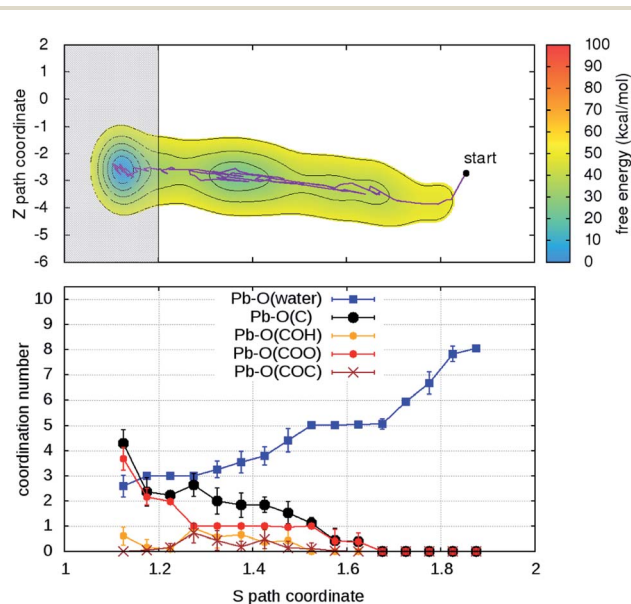 2
1
0
-1
-2
-3
-4
-5
-6
Z path coordinate
start
100
90
80
70
60
50
40
30
20
10
0
free energy (kcal/mol)
10
9
8
7
6
5
4
3
2
1
0
coordination number
Pb-O(water)
Pb-O(C)
Pb-O(COH)
Pb-O(COO)
Pb-O(COC)
1 1.2 1.4 1.6 1.8 2
S path coordinate